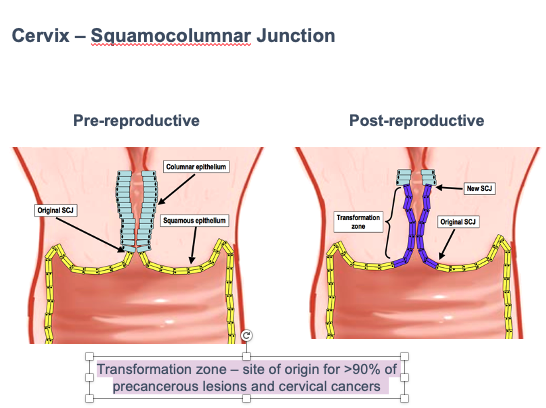 Cervix – Squamocolumnar Junction
Pre-reproductive
Post-reproductive
Columnar epithelium
Original SCJ
Squamous epithelium
New SCJ
Transformation
zone
Original SCJ
Transformation zone – site of origin for >90% of
precancerous lesions and cervical cancers